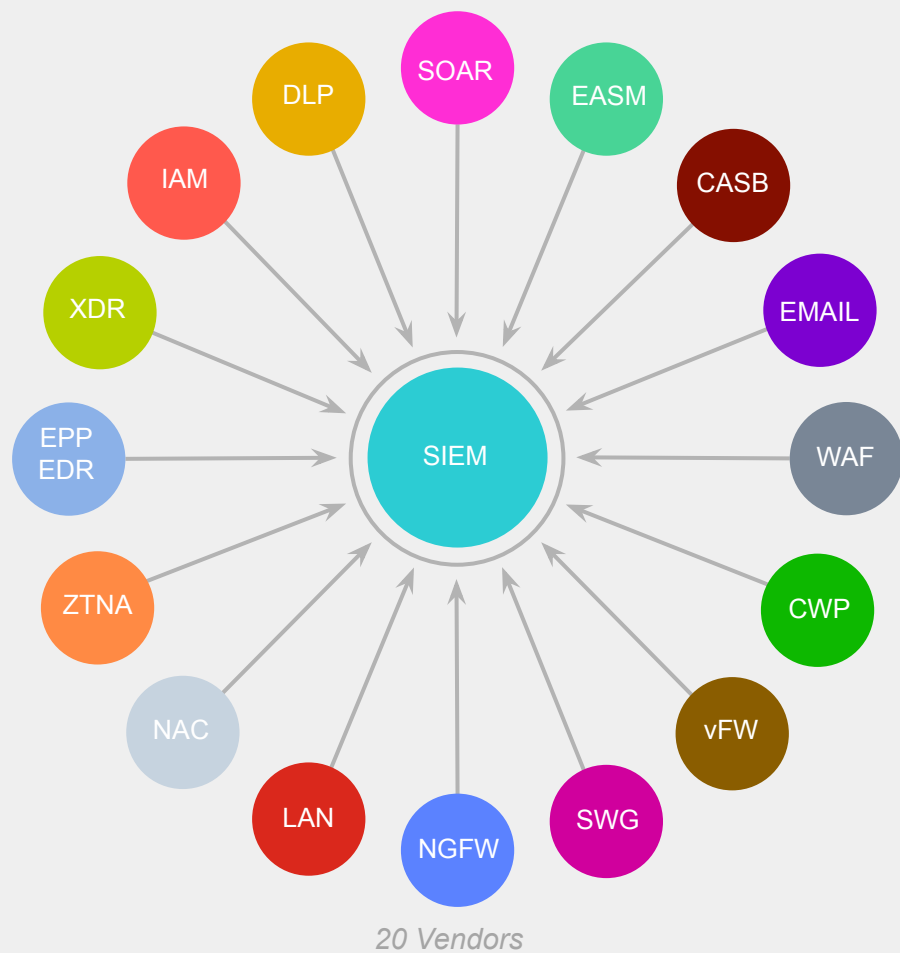 SOAR
DLP
EASM
IAM
CASB
XDR
EMAIL
EPP
EDR
SIEM
WAF
ZTNA
CWP
NAC
vFW
LAN
SWG
NGFW
20 Vendors